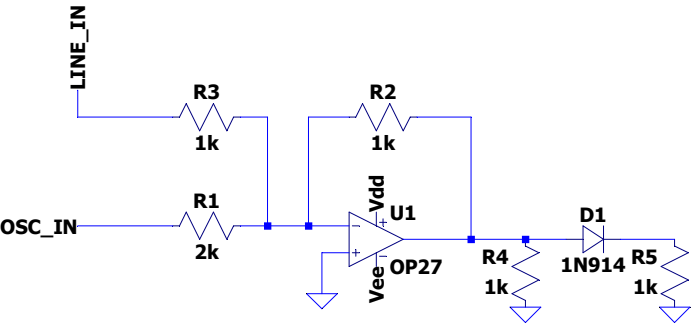 LINE_IN
R3
1k
R2
1k
OSC_IN
R1
2k
Vdd
U1
- +
+ -
Vee
OP27
R4
1k
D1
1N914
R5
1k